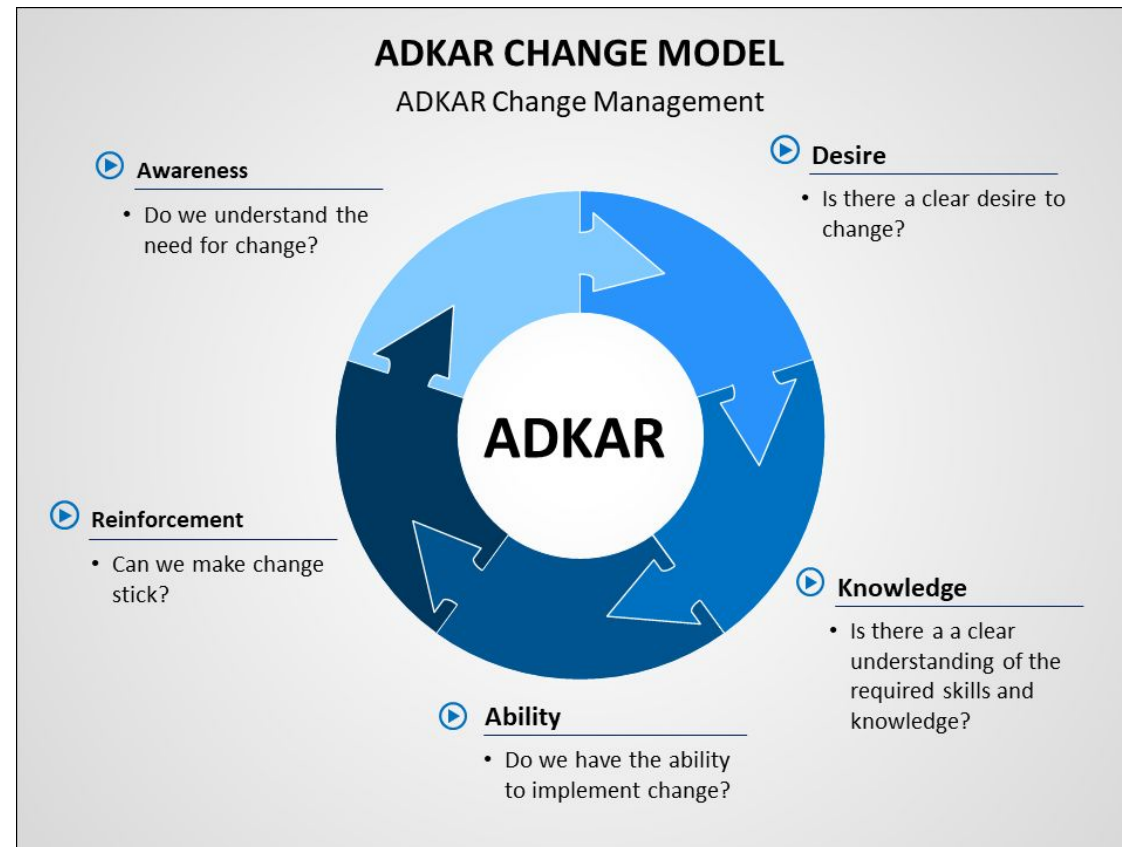 ADKAR CHANGE MODEL
ADKAR Change Management
Awareness
• Do we understand the
need for change?
Desire
• Is there a clear desire to
change?
ADKAR
Knowledge
• Is there a a clear
understanding of the
required skills and
knowledge?
Ability
• Do we have the ability
to implement change?
Reinforcement
• Can we make change
stick?